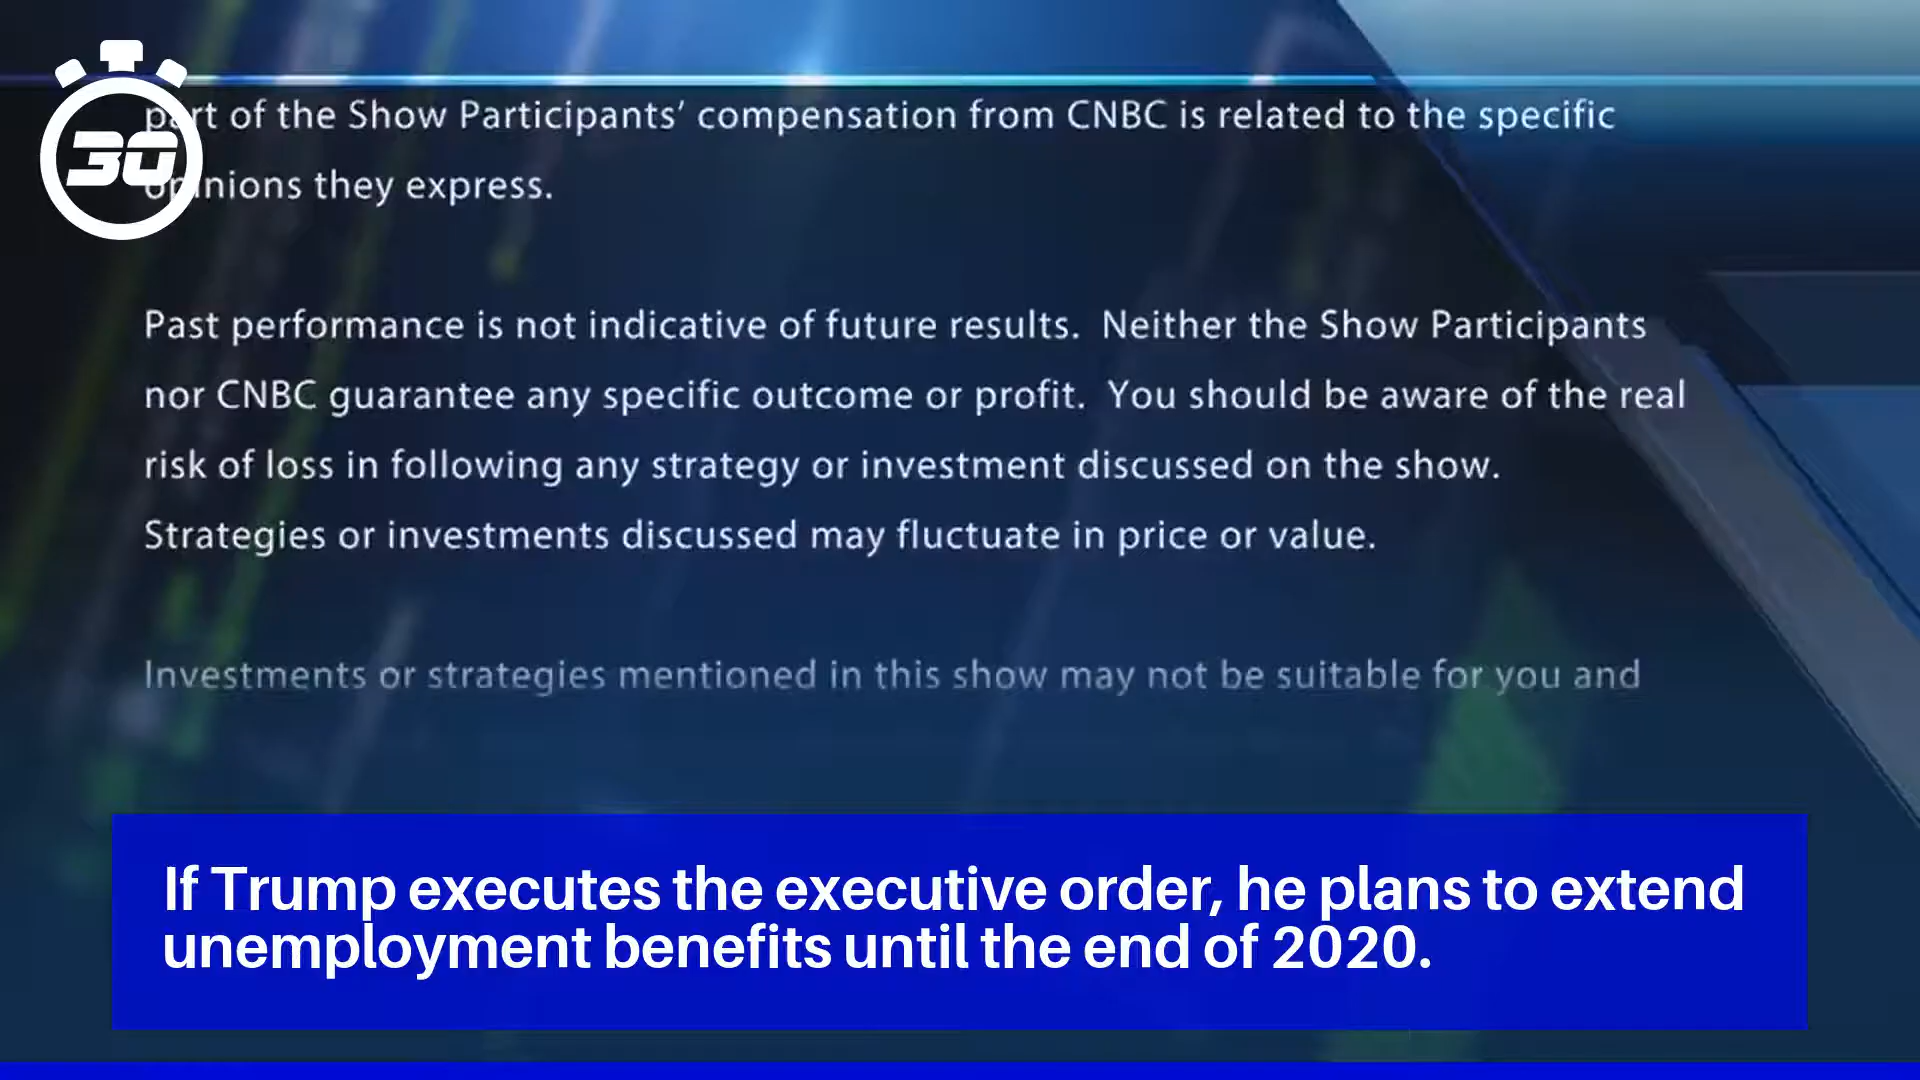 30
part of the Show Participants’ compensation from CNBC is related to the specific
opinions they express.
Past performance is not indicative of future results. Neither the Show Participants
nor CNBC guarantee any specific outcome or profit. You should be aware of the real
risk of loss in following any strategy or investment discussed on the show.
Strategies or investments discussed may fluctuate in price or value.
Investments or strategies mentioned in this show may not be suitable for you and
If Trump executes the executive order, he plans to extend
unemployment benefits until the end of 2020.